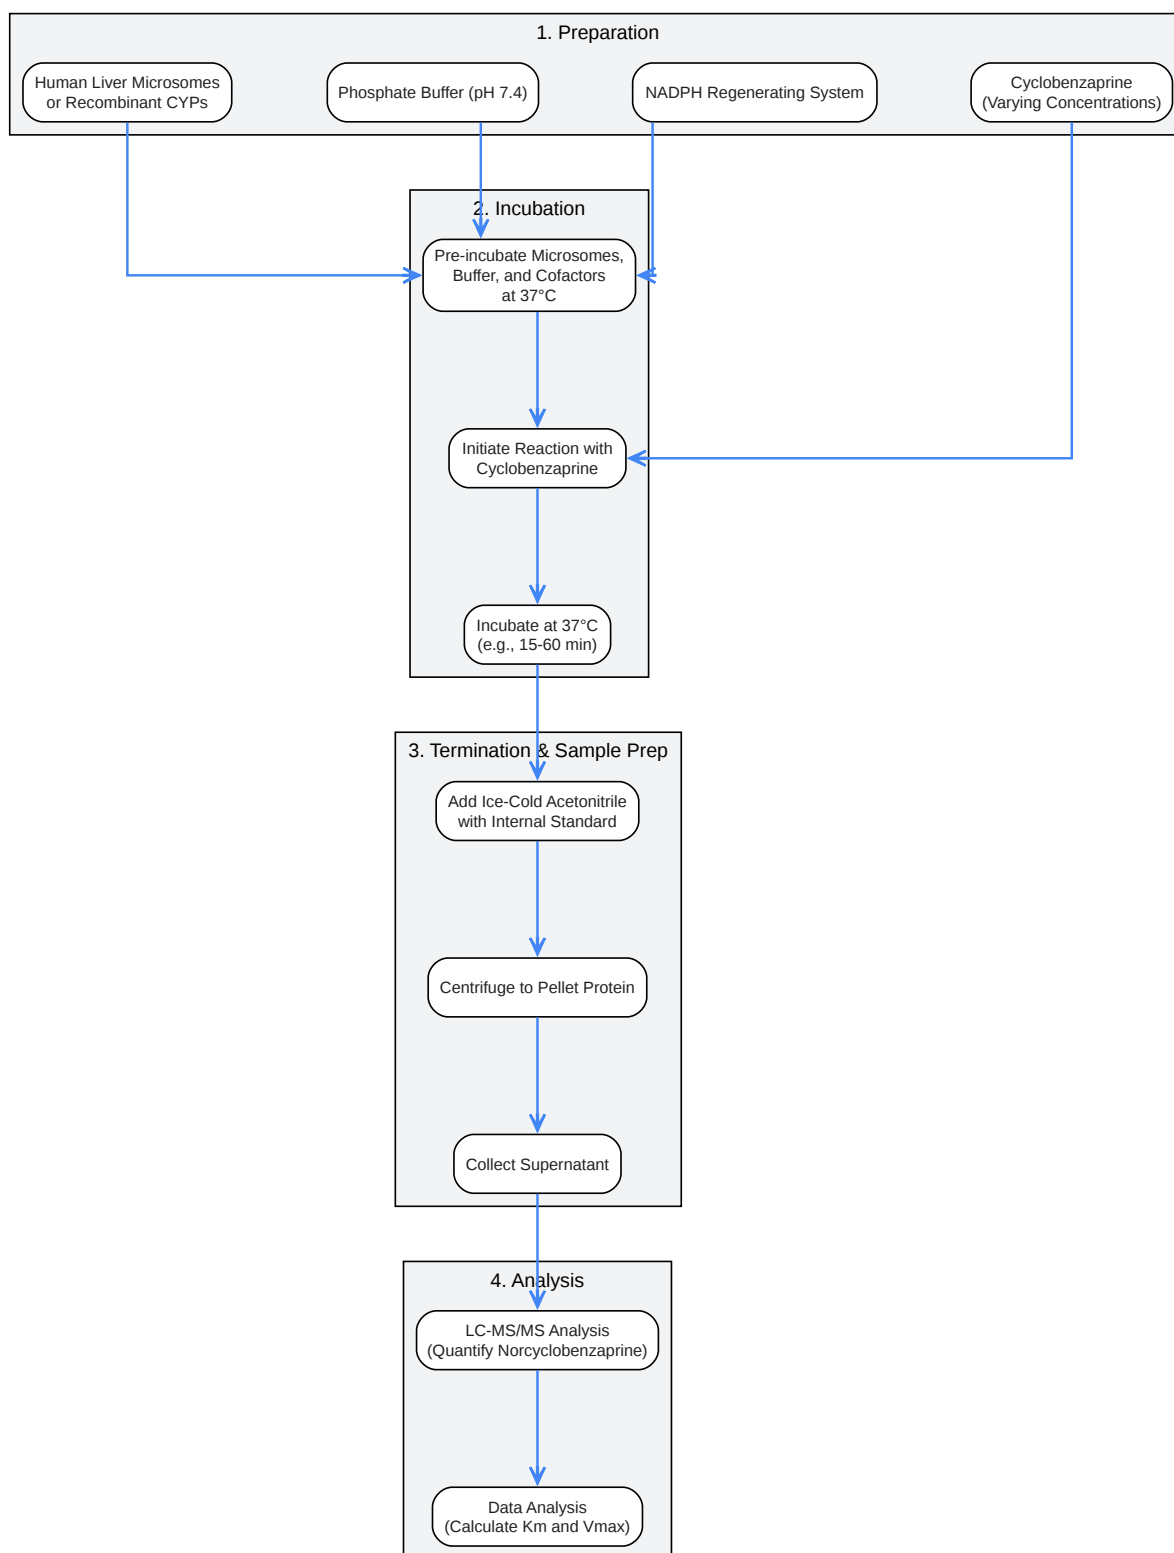 1. Preparation
Human Liver Microsomes
or Recombinant CYPs
Phosphate Buffer (pH 7.4)
NADPH Regenerating System
Cyclobenzaprine
(Varying Concentrations)
2. Incubation
Pre-incubate Microsomes,
Buffer, and Cofactors
at 37°C
Initiate Reaction with
Cyclobenzaprine
Incubate at 37°C
(e.g., 15-60 min)
3. Termination & Sample Prep
Add Ice-Cold Acetonitrile
with Internal Standard
Centrifuge to Pellet Protein
Collect Supernatant
4. Analysis
LC-MS/MS Analysis
(Quantify Norcyclobenzaprine)
Data Analysis
(Calculate Km and Vmax)